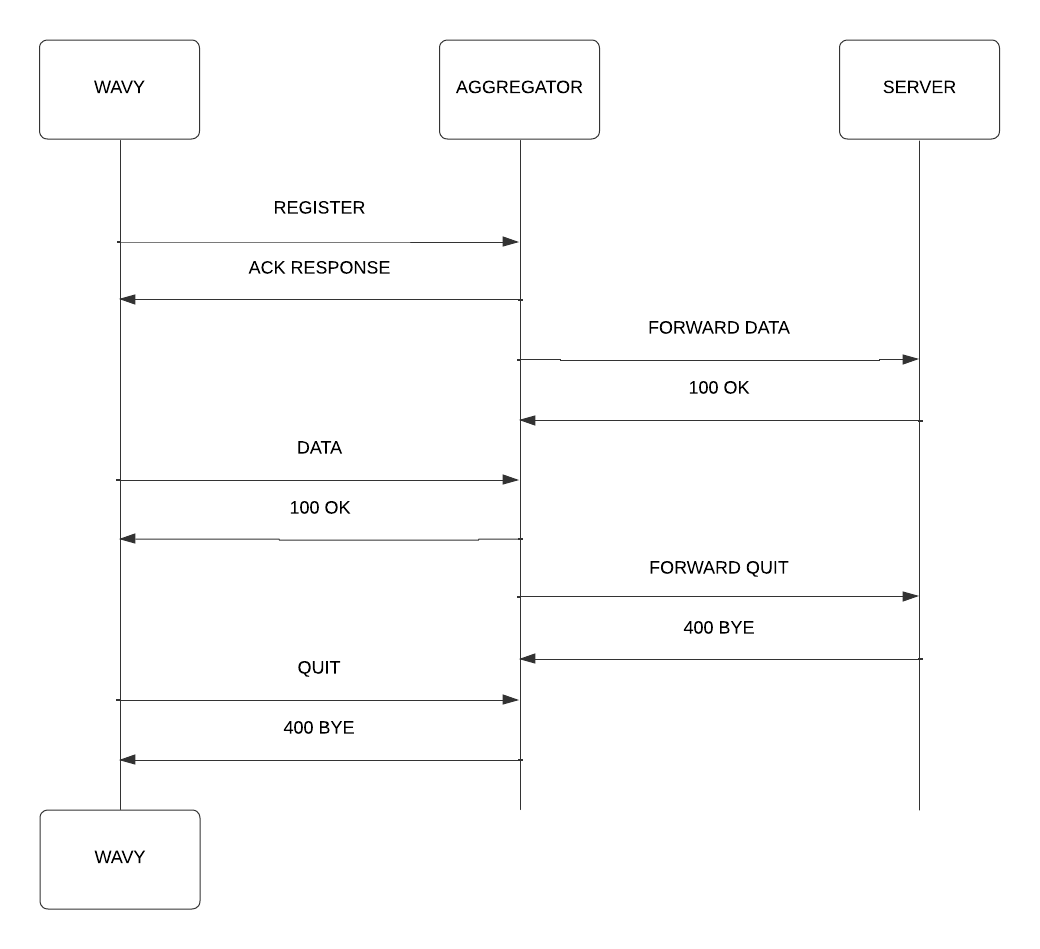 WAVY
AGGREGATOR
SERVER
REGISTER
ACK RESPONSE
FORWARD DATA
100 OK
DATA
100 OK
FORWARD QUIT
400 BYE
QUIT
400 BYE
WAVY